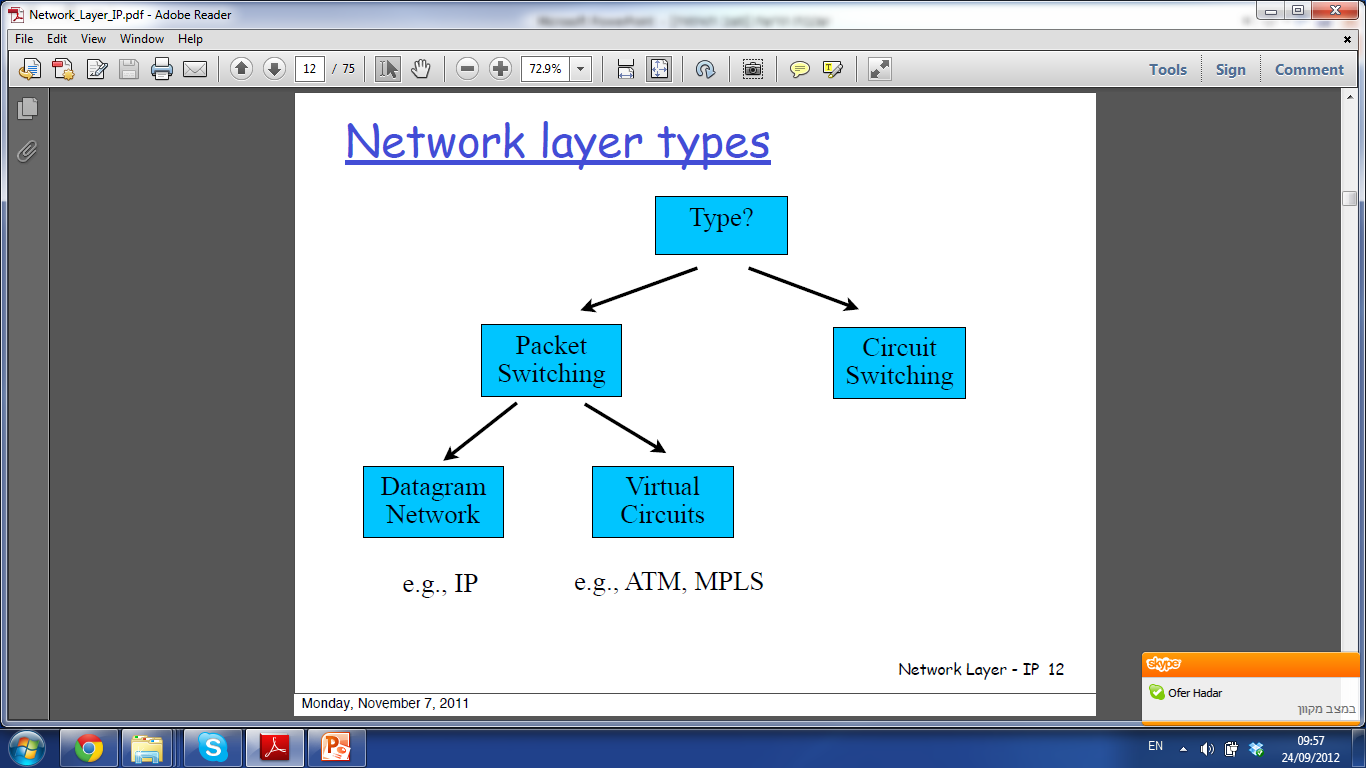 Network_Layer_IP.pdf - Adobe Reader
File Edit View Window Help
12 / 75 72.9% Tools Sign Comment
Network layer types
Type?
Packet
Switching
Circuit
Switching
Datagram
Network
Virtual
Circuits
e.g., IP
e.g., ATM, MPLS
Network Layer - IP 12
Monday, November 7, 2011
skype
Ofer Hadar
במצב מקוון
EN
09:57
24/09/2012